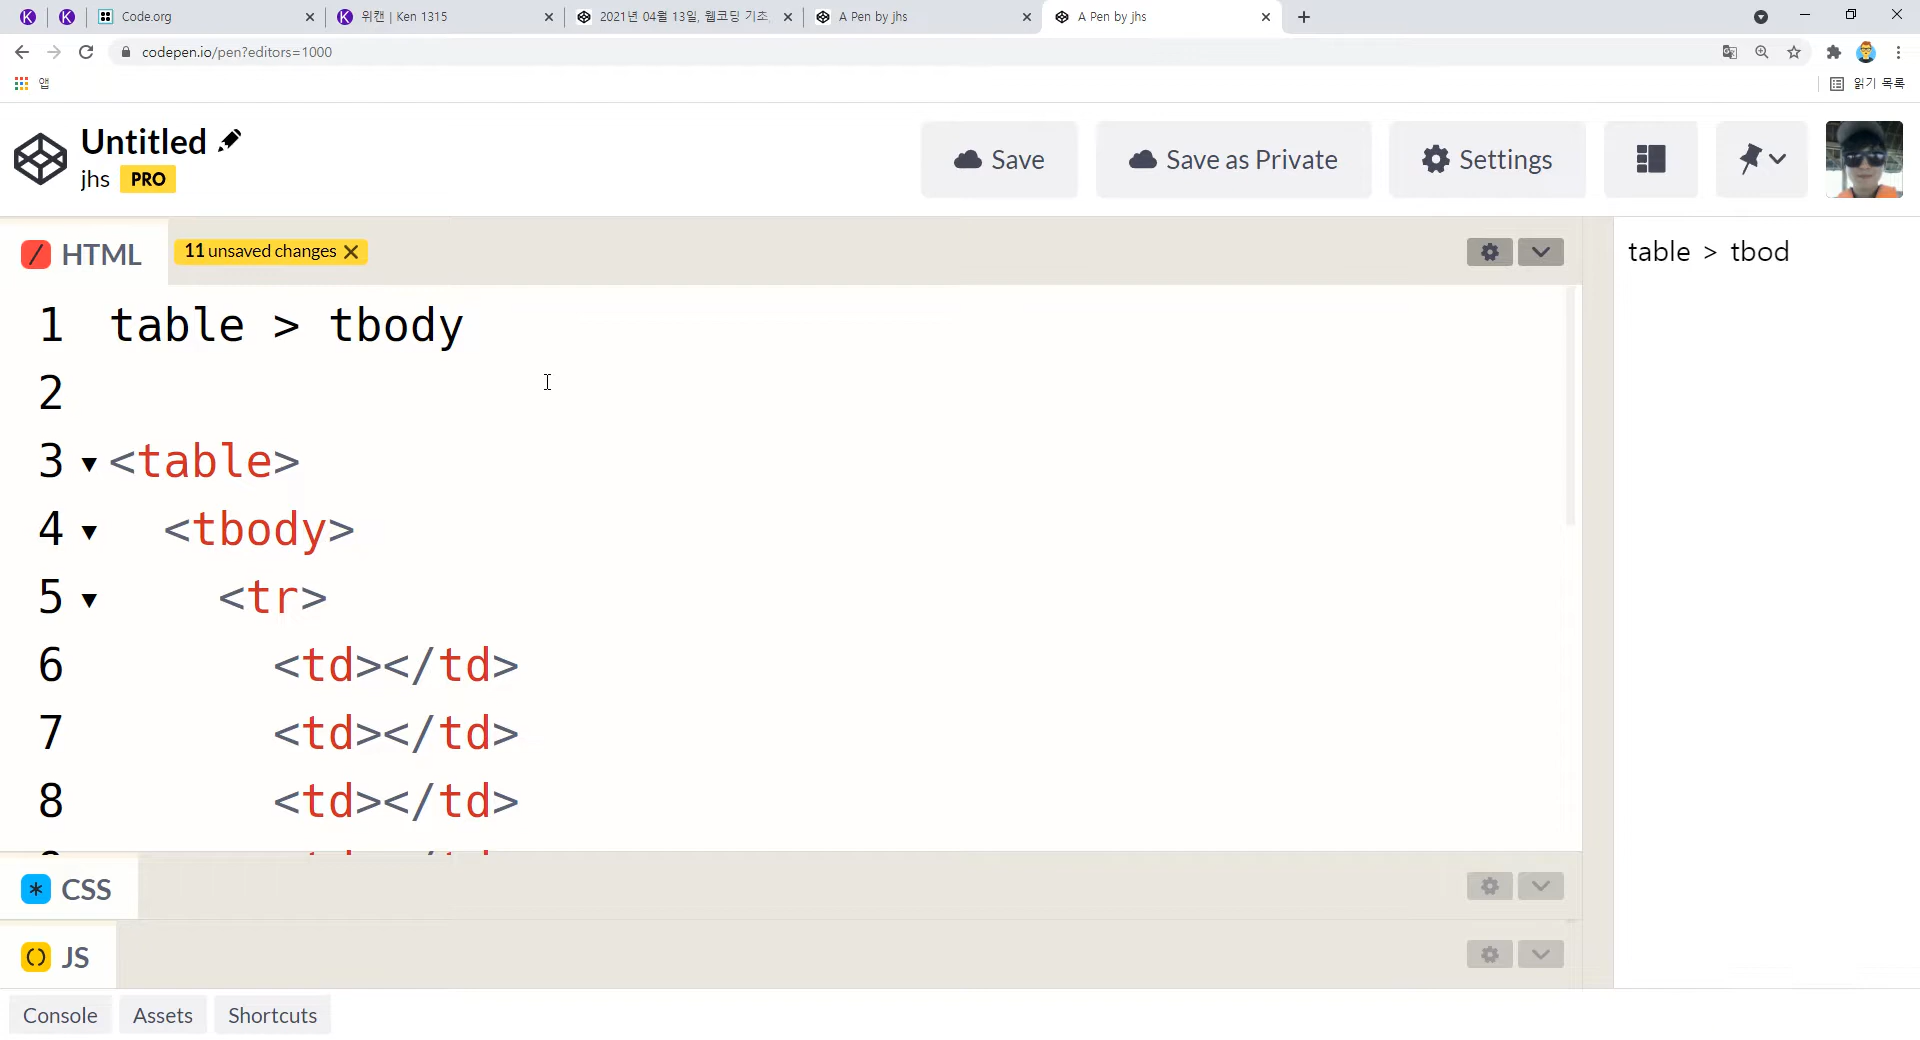 Code.org
위캔 | Ken 1315
2021년 04월 13일, 웹코딩 기초
A Pen by jhs
A Pen by jhs
codepen.io/pen?editors=1000
앱
읽기 목록
Untitled
jhs PRO
Save
Save as Private
Settings
HTML
11 unsaved changes
1 table > tbody
2
3 <table>
4 <tbody>
5 <tr>
6 <td></td>
7 <td></td>
8 <td></td>
table > tbod
CSS
JS
Console
Assets
Shortcuts